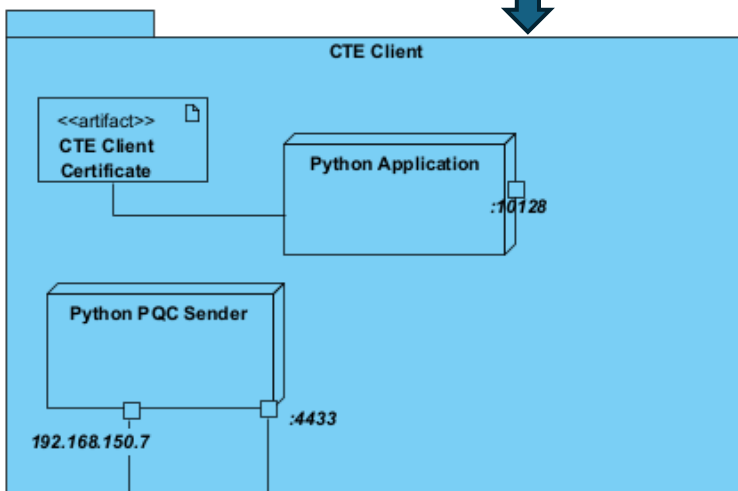 CTE Client
<<artifact>>
CTE Client
Certificate
Python Application
:10128
Python PQC Sender
:4433
192.168.150.7